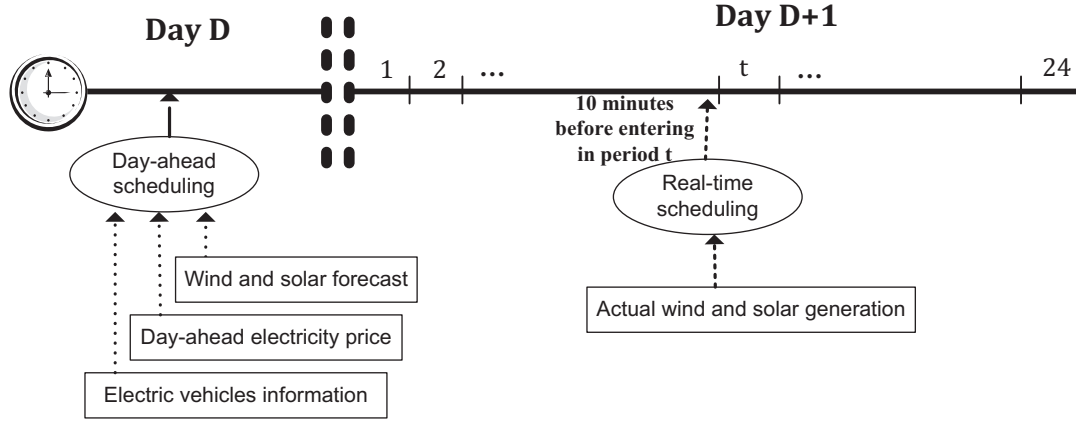 Day D
Day D+1
1
2
...
t
...
24
10 minutes
before entering
in period t
Day-ahead
scheduling
Real-time
scheduling
Wind and solar forecast
Actual wind and solar generation
Day-ahead electricity price
Electric vehicles information